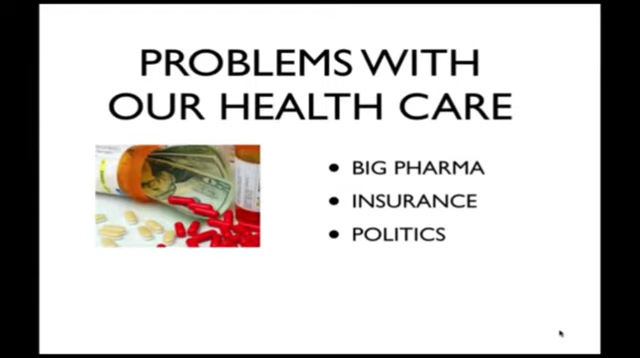 PROBLEMS WITH
OUR HEALTH CARE
• BIG PHARMA
• INSURANCE
• POLITICS